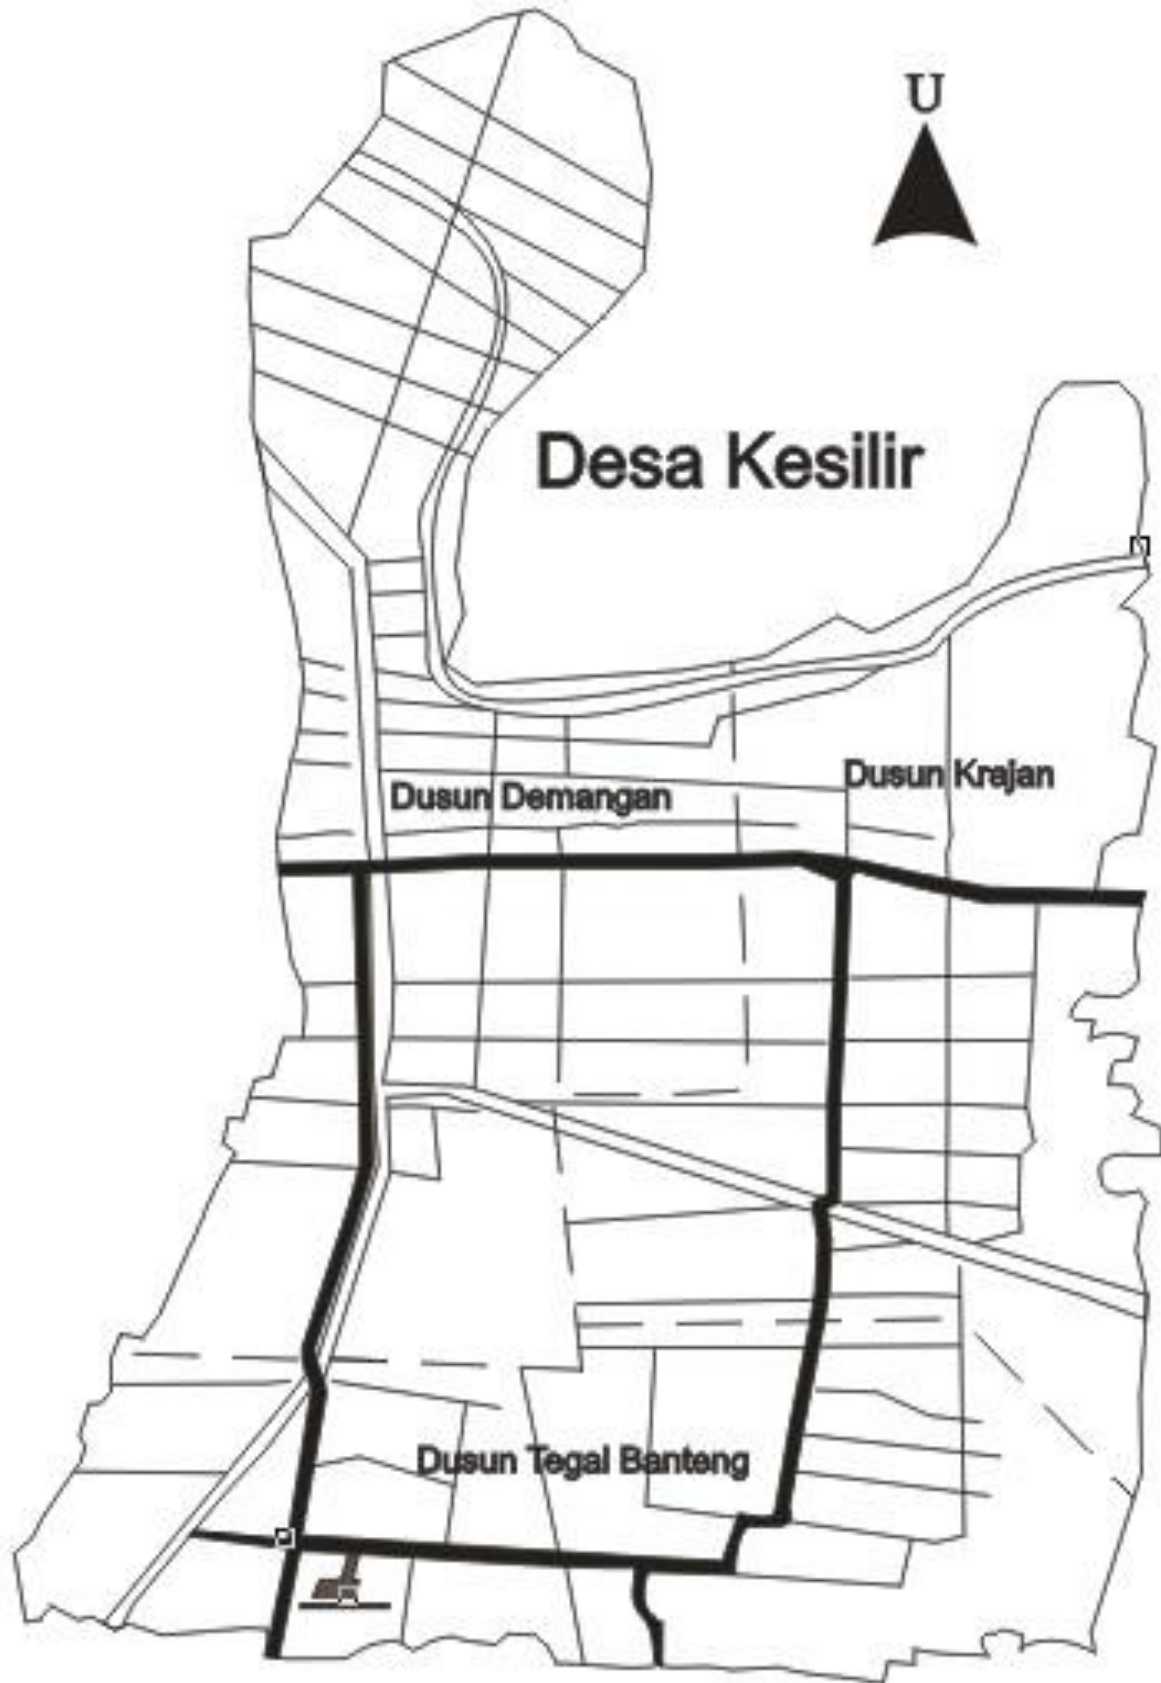 U
Desa Kesilir
Dusun Krajan
Dusun Demangan
Dusun Tegal Banteng